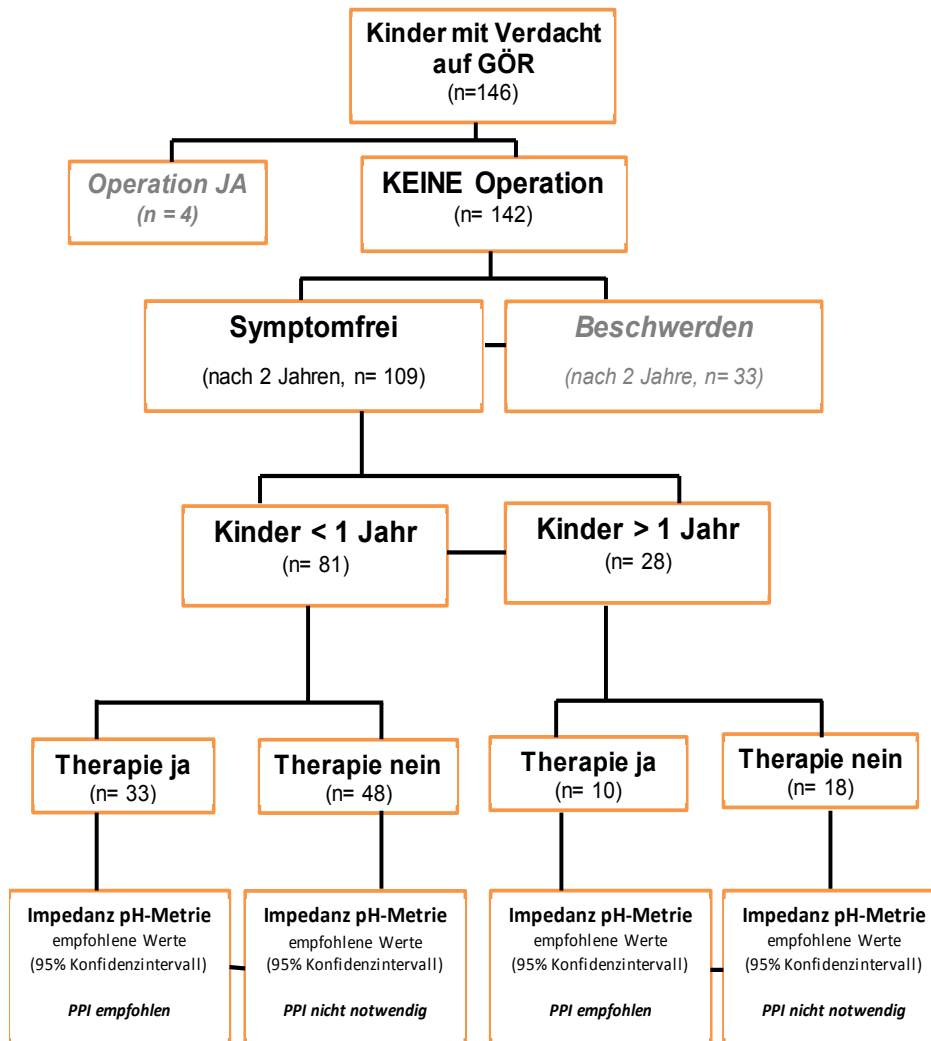 Kinder mit Verdacht
auf GÖR
(n=146)
Operation JA
(n = 4)
KEINE Operation
(n= 142)
Symptomfrei
(nach 2 Jahren, n= 109)
Beschwerden
(nach 2 Jahre, n= 33)
Kinder < 1 Jahr
(n= 81)
Kinder > 1 Jahr
(n= 28)
Therapie ja
(n= 33)
Therapie nein
(n= 48)
Therapie ja
(n= 10)
Therapie nein
(n= 18)
Impedanz pH-Metrie
empfohlene Werte
(95% Konfidenzintervall)
PPI empfohlen
Impedanz pH-Metrie
empfohlene Werte
(95% Konfidenzintervall)
PPI nicht notwendig
Impedanz pH-Metrie
empfohlene Werte
(95% Konfidenzintervall)
PPI empfohlen
Impedanz pH-Metrie
empfohlene Werte
(95% Konfidenzintervall)
PPI nicht notwendig